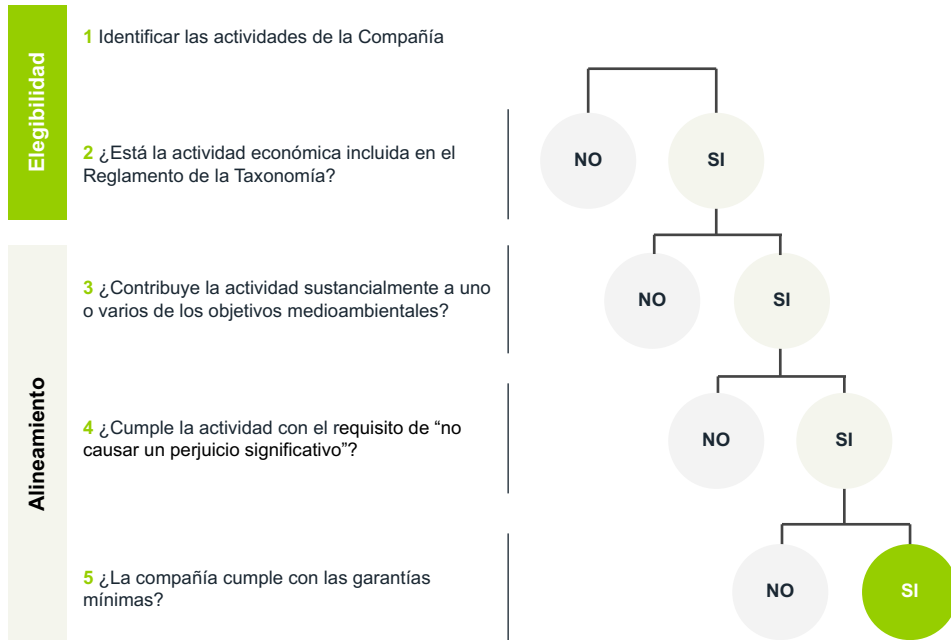 Elegibilidad
1 Identificar las actividades de la Compañía
2 ¿Está la actividad económica incluida en el
Reglamento de la Taxonomía?
NO
SI
Alineamiento
3 ¿Contribuye la actividad sustancialmente a uno
o varios de los objetivos medioambientales?
NO
SI
4 ¿Cumple la actividad con el requisito de “no
causar un perjuicio significativo”?
NO
SI
5 ¿La compañía cumple con las garantías
mínimas?
NO
SI